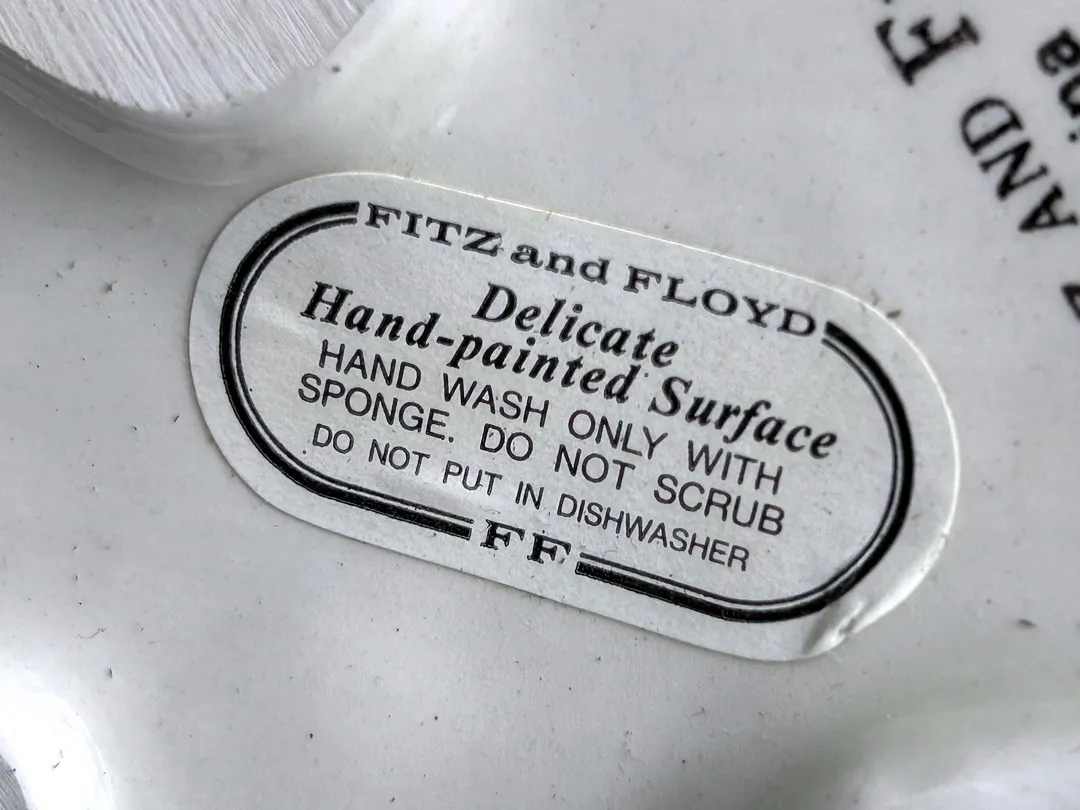 FITZ and FLOYD
Delicate
Hand-painted Surface
HAND WASH ONLY WITH
SPONGE. DO NOT SCRUB
DO NOT PUT IN DISHWASHER
FF
AND F